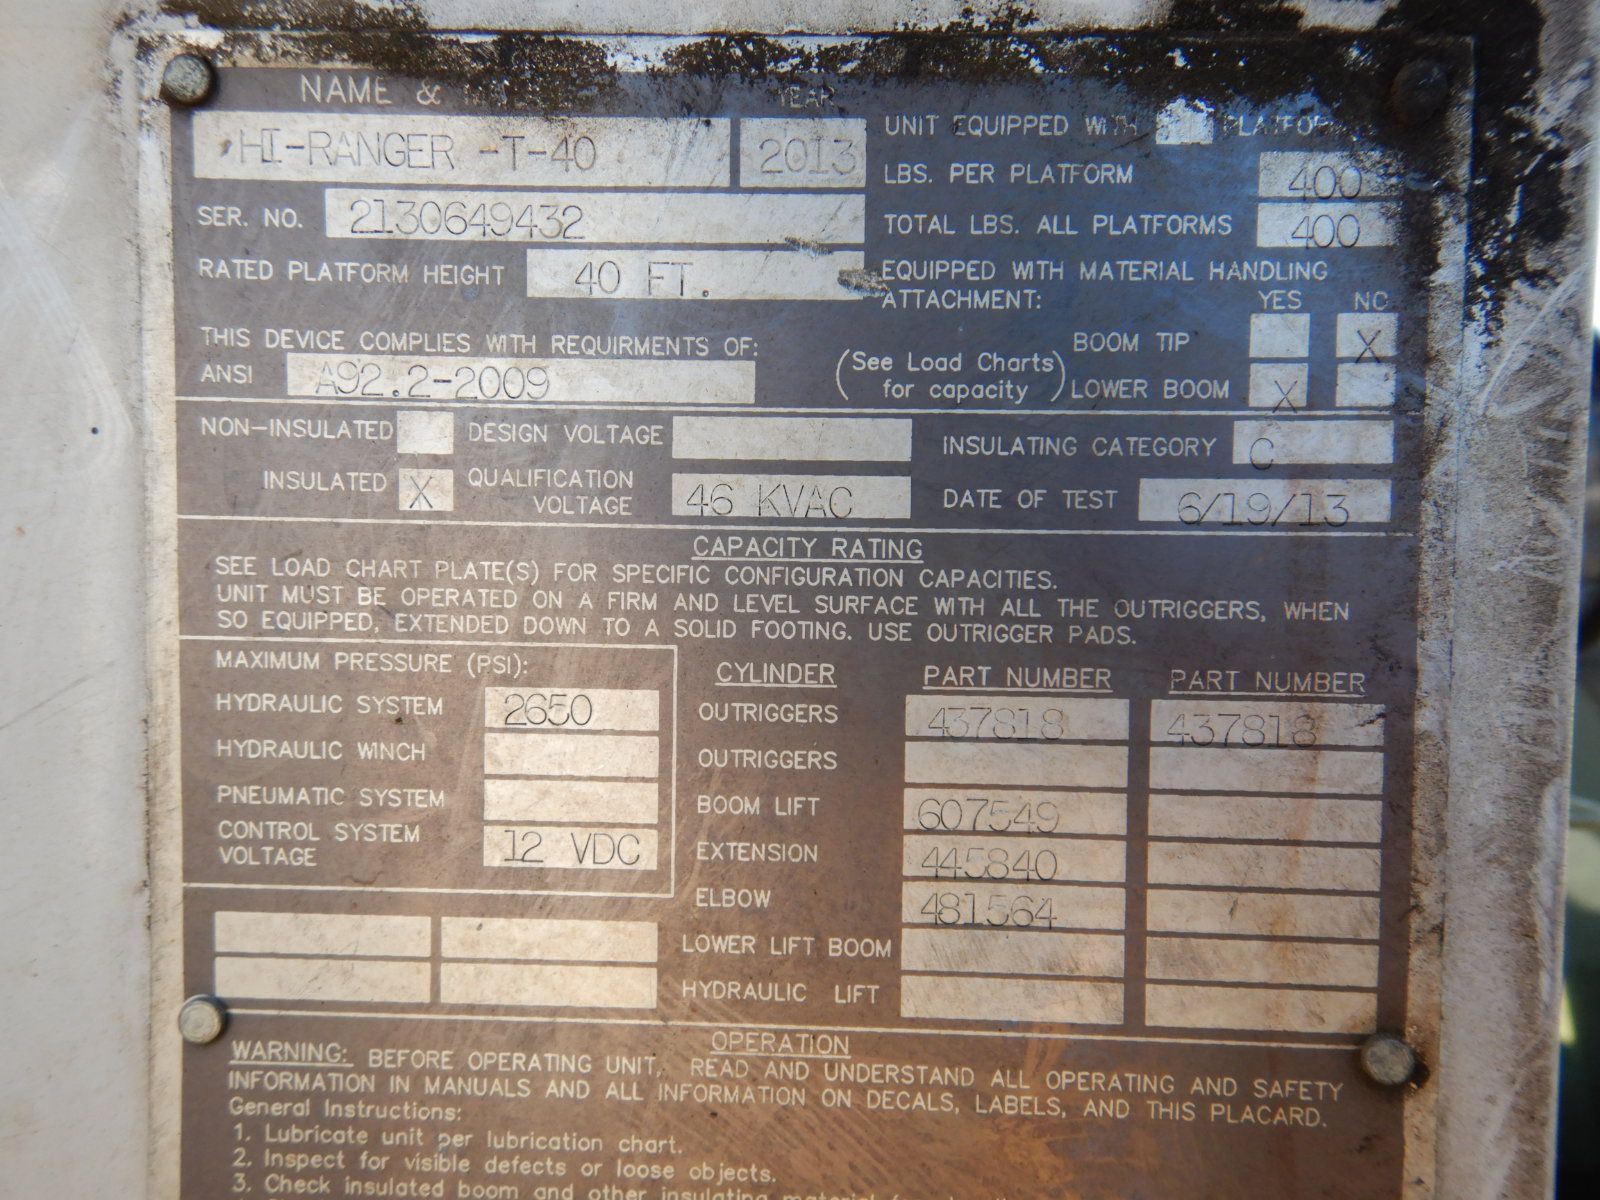 NAME & YEAR
HI-RANGER -T-40 2013
UNIT EQUIPPED WITH
LBS. PER PLATFORM 400
SER. NO. 2130649432
TOTAL LBS. ALL PLATFORMS 400
RATED PLATFORM HEIGHT 40 FT.
EQUIPPED WITH MATERIAL HANDLING
ATTACHMENT: YES NO
THIS DEVICE COMPLIES WITH REQUIRMENTS OF:
ANSI A92.2-2009
(See Load Charts
for capacity)
BOOM TIP X
LOWER BOOM X
NON-INSULATED DESIGN VOLTAGE INSULATING CATEGORY C
INSULATED X QUALIFICATION
VOLTAGE 46 KVAC DATE OF TEST 6/19/13
CAPACITY RATING
SEE LOAD CHART PLATE(S) FOR SPECIFIC CONFIGURATION CAPACITIES.
UNIT MUST BE OPERATED ON A FIRM AND LEVEL SURFACE WITH ALL THE OUTRIGGERS, WHEN
SO EQUIPPED, EXTENDED DOWN TO A SOLID FOOTING. USE OUTRIGGER PADS.
MAXIMUM PRESSURE (PSI):
HYDRAULIC SYSTEM 2650
HYDRAULIC WINCH
PNEUMATIC SYSTEM
CONTROL SYSTEM
VOLTAGE 12 VDC
CYLINDER PART NUMBER PART NUMBER
OUTRIGGERS 437818 437818
OUTRIGGERS
BOOM LIFT 607549
EXTENSION 445840
ELBOW 481564
LOWER LIFT BOOM
HYDRAULIC LIFT
OPERATION
WARNING: BEFORE OPERATING UNIT, READ AND UNDERSTAND ALL OPERATING AND SAFETY
INFORMATION IN MANUALS AND ALL INFORMATION ON DECALS, LABELS, AND THIS PLACARD.
General Instructions:
1. Lubricate unit per lubrication chart.
2. Inspect for visible defects or loose objects.
3. Check insulated boom and other insulating